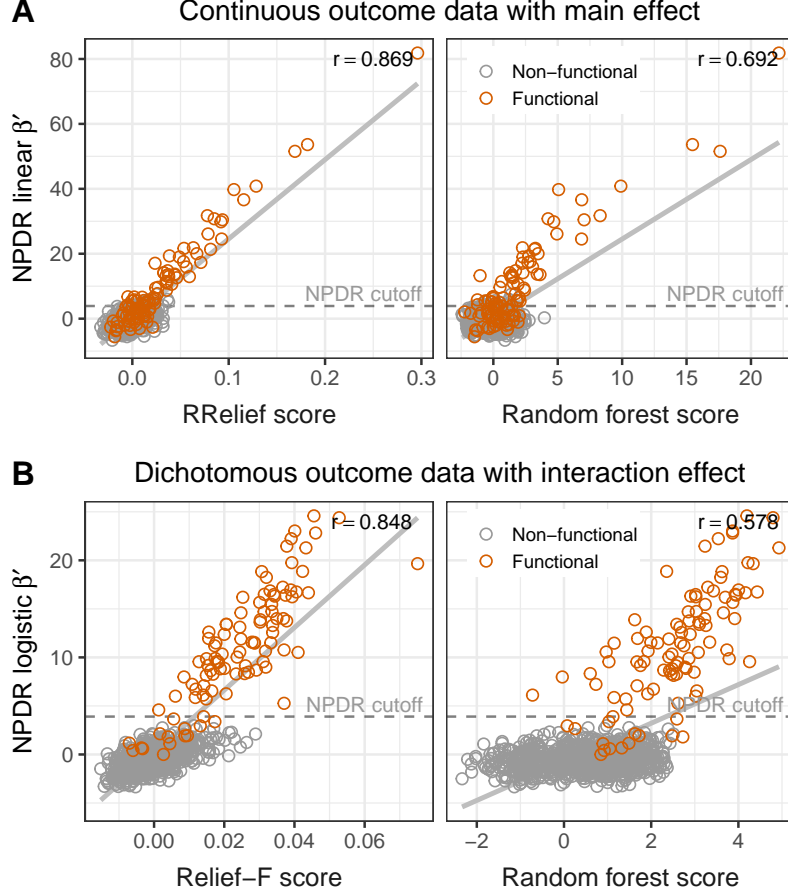 A Continuous outcome data with main effect
NPDR linear β′
80
60
40
20
0
r = 0.869
NPDR cutoff
0.0 0.1 0.2 0.3
RRelief score
Non−functional
Functional
r = 0.692
NPDR cutoff
0 5 10 15 20
Random forest score
B Dichotomous outcome data with interaction effect
NPDR logistic β′
20
10
0
r = 0.848
NPDR cutoff
0.00 0.02 0.04 0.06
Relief−F score
Non−functional
Functional
r = 0.578
NPDR cutoff
−2 0 2 4
Random forest score